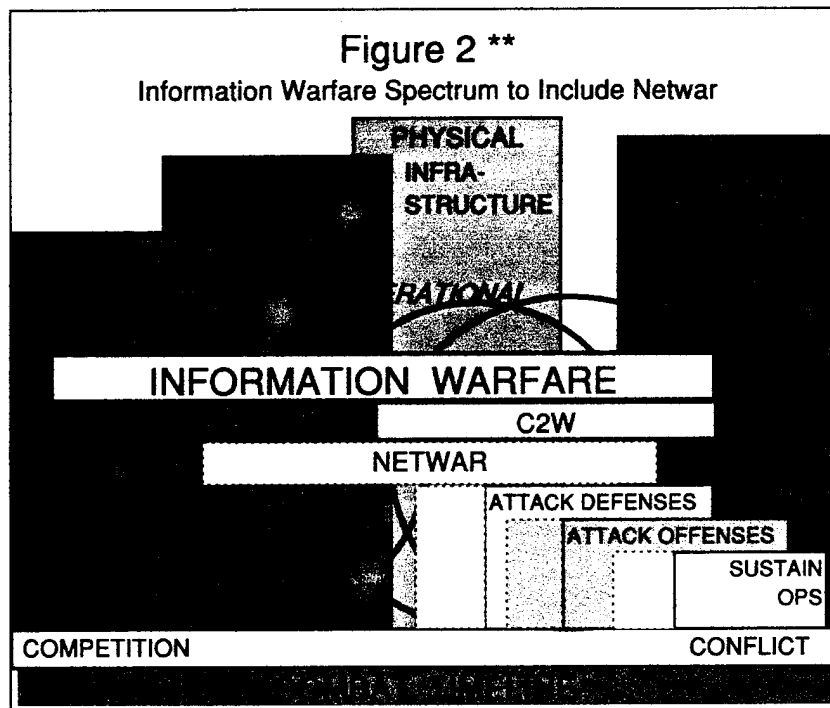 Figure 2 **
Information Warfare Spectrum to Include Netwar
PHYSICAL
INFRA-
STRUCTURE
ERATIONAL
INFORMATION WARFARE
C2W
NETWAR
ATTACK DEFENSES
ATTACK OFFENSES
SUSTAIN
OPS
COMPETITION
CONFLICT